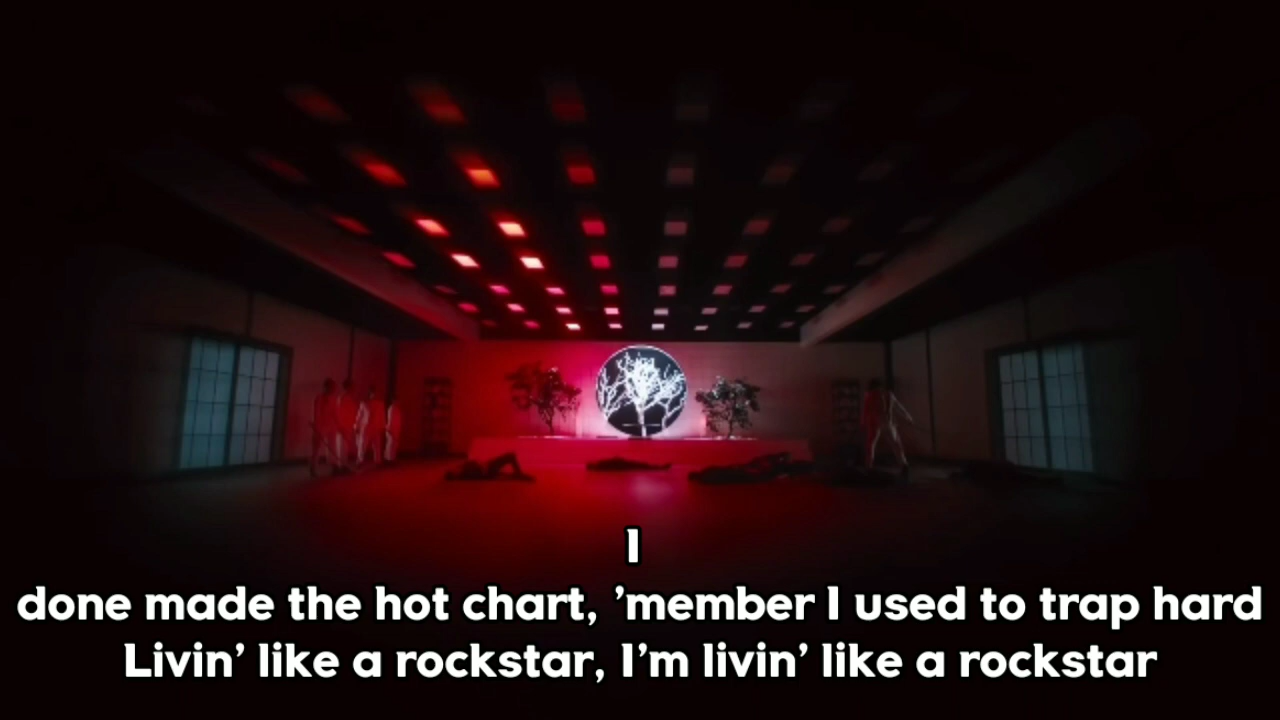 I
done made the hot chart, ’member I used to trap hard
Livin’ like a rockstar, I’m livin’ like a rockstar